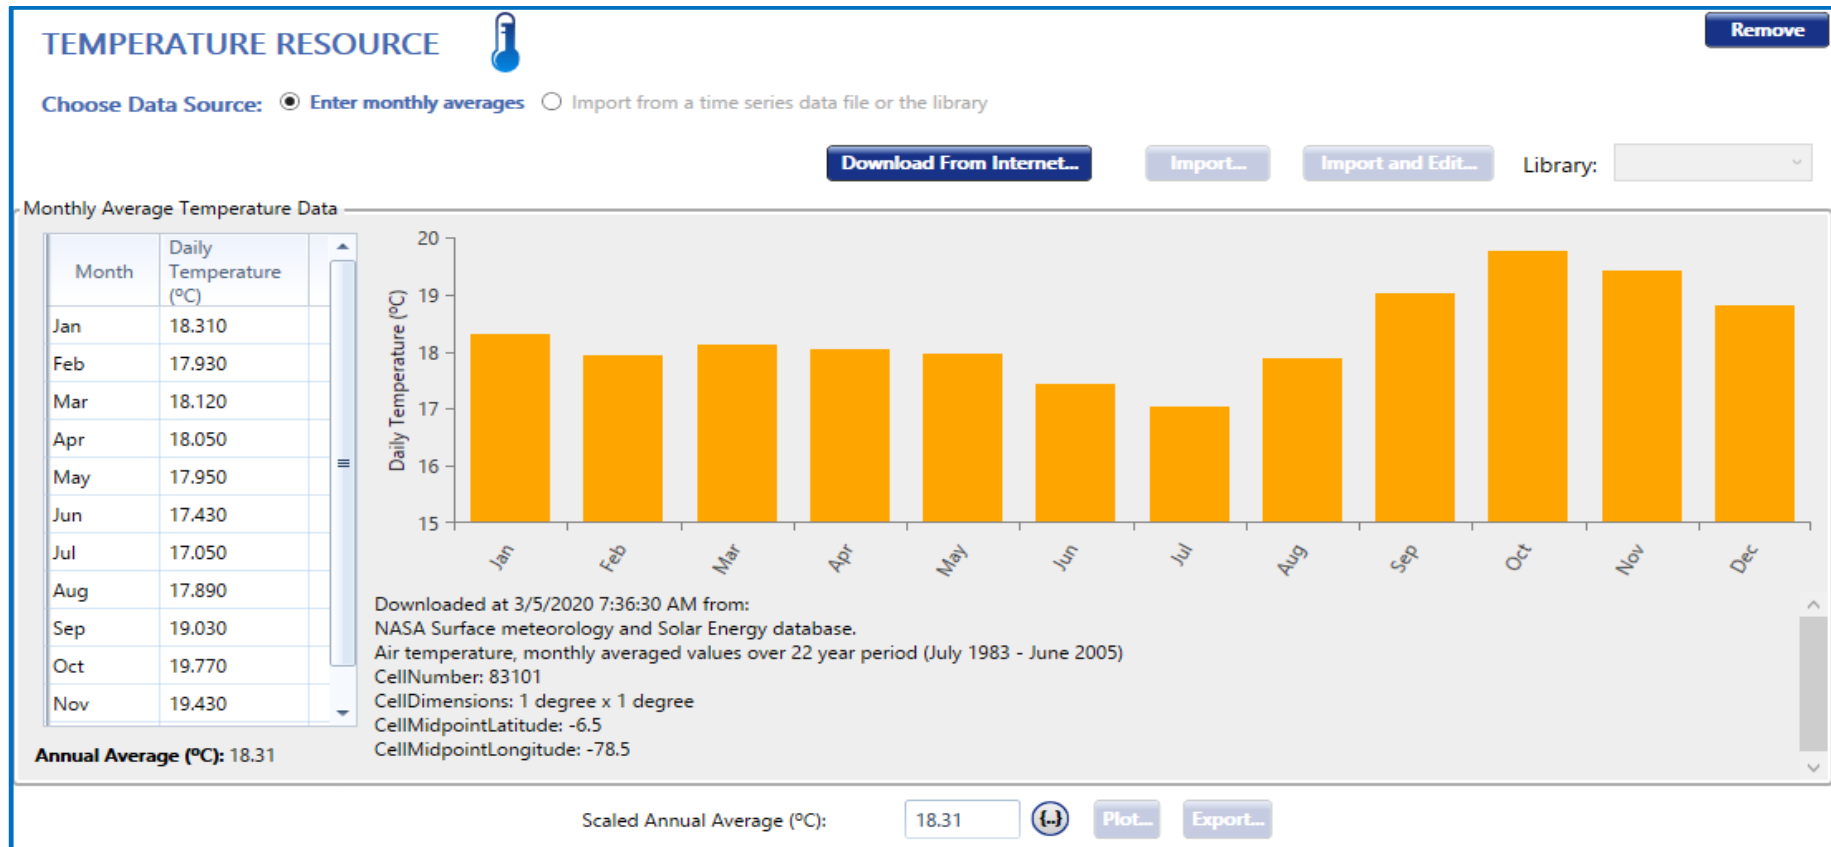 TEMPERATURE RESOURCE
Remove
Choose Data Source: Enter monthly averages Import from a time series data file or the library
Download From Internet... Import... Import and Edit... Library:
Monthly Average Temperature Data
Month Daily Temperature (ºC)
Jan 18.310
Feb 17.930
Mar 18.120
Apr 18.050
May 17.950
Jun 17.430
Jul 17.050
Aug 17.890
Sep 19.030
Oct 19.770
Nov 19.430
Annual Average (ºC): 18.31
Daily Temperature (ºC)
20
19
18
17
16
15
Jan Feb Mar Apr May Jun Jul Aug Sep Oct Nov Dec
Downloaded at 3/5/2020 7:36:30 AM from:
NASA Surface meteorology and Solar Energy database.
Air temperature, monthly averaged values over 22 year period (July 1983 - June 2005)
CellNumber: 83101
CellDimensions: 1 degree x 1 degree
CellMidpointLatitude: -6.5
CellMidpointLongitude: -78.5
Scaled Annual Average (ºC): 18.31 {..} Plot... Export...